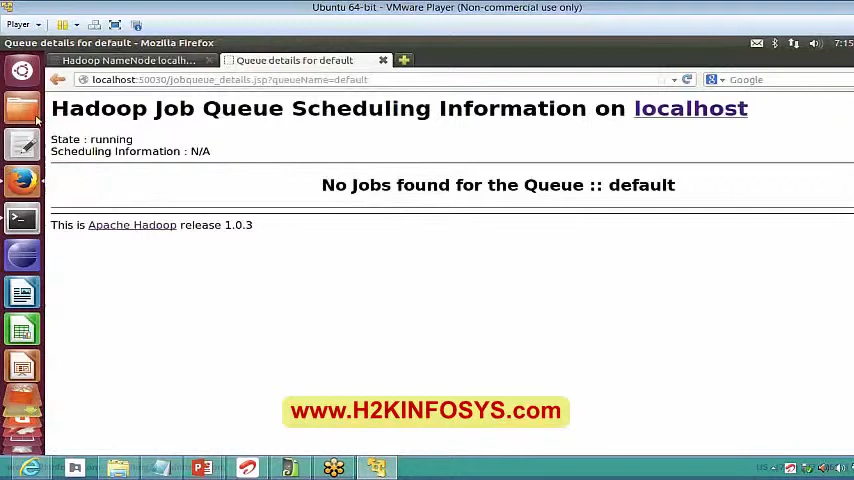 Ubuntu 64-bit - VMware Player (Non-commercial use only)
Player
Queue details for default - Mozilla Firefox
7:15
Hadoop NameNode localh...
Queue details for default
localhost:50030/jobqueue_details.jsp?queueName=default
Google
Hadoop Job Queue Scheduling Information on localhost
State : running
Scheduling Information : N/A
No Jobs found for the Queue :: default
This is Apache Hadoop release 1.0.3
www.H2KINFOSYS.com